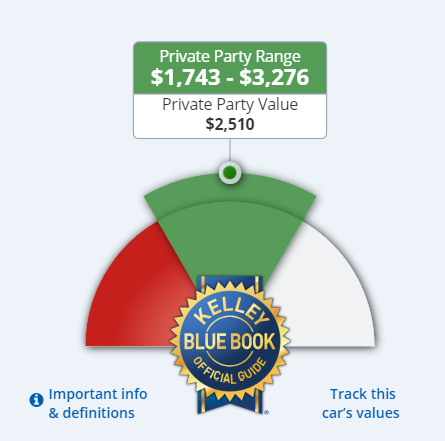 Private Party Range
$1,743 - $3,276
Private Party Value
$2,510
KELLEY
BLUE BOOK
OFFICIAL GUIDE
®
Important info
& definitions
Track this
car's values